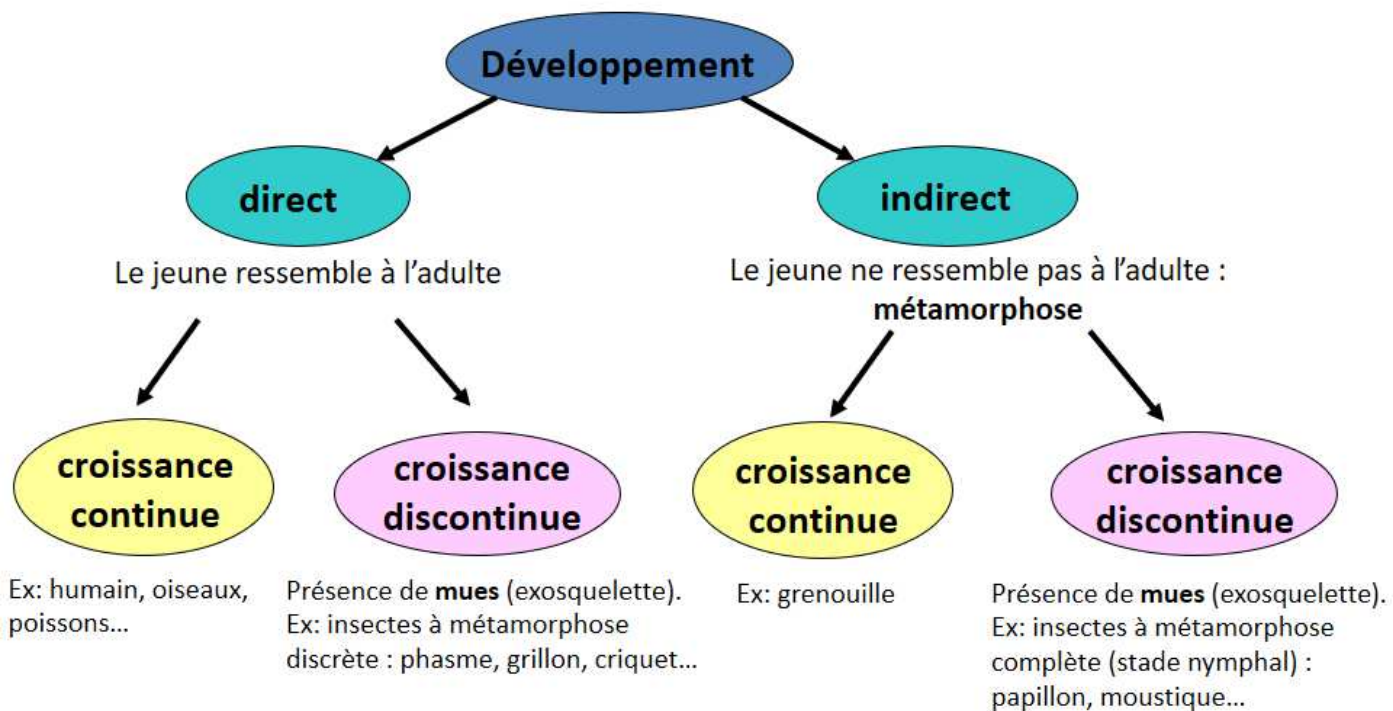 Développement
direct
indirect
Le jeune ressemble à l'adulte
Le jeune ne ressemble pas à l'adulte :
métamorphose
croissance
continue
croissance
discontinue
croissance
continue
croissance
discontinue
Ex: humain, oiseaux,
poissons...
Présence de mues (exosquelette).
Ex: insectes à métamorphose
discrète : phasme, grillon, criquet...
Ex: grenouille
Présence de mues (exosquelette).
Ex: insectes à métamorphose
complète (stade nymphal) :
papillon, moustique...